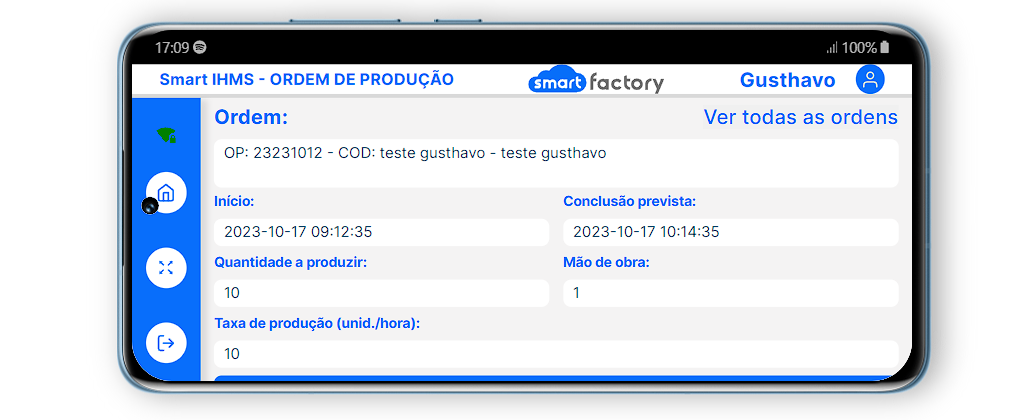 17:09
100%
Smart IHMS - ORDEM DE PRODUÇÃO
smart factory
Gusthavo
Ordem:
Ver todas as ordens
OP: 23231012 - COD: teste gusthavo - teste gusthavo
Início:
Conclusão prevista:
2023-10-17 09:12:35
2023-10-17 10:14:35
Quantidade a produzir:
Mão de obra:
10
1
Taxa de produção (unid./hora):
10